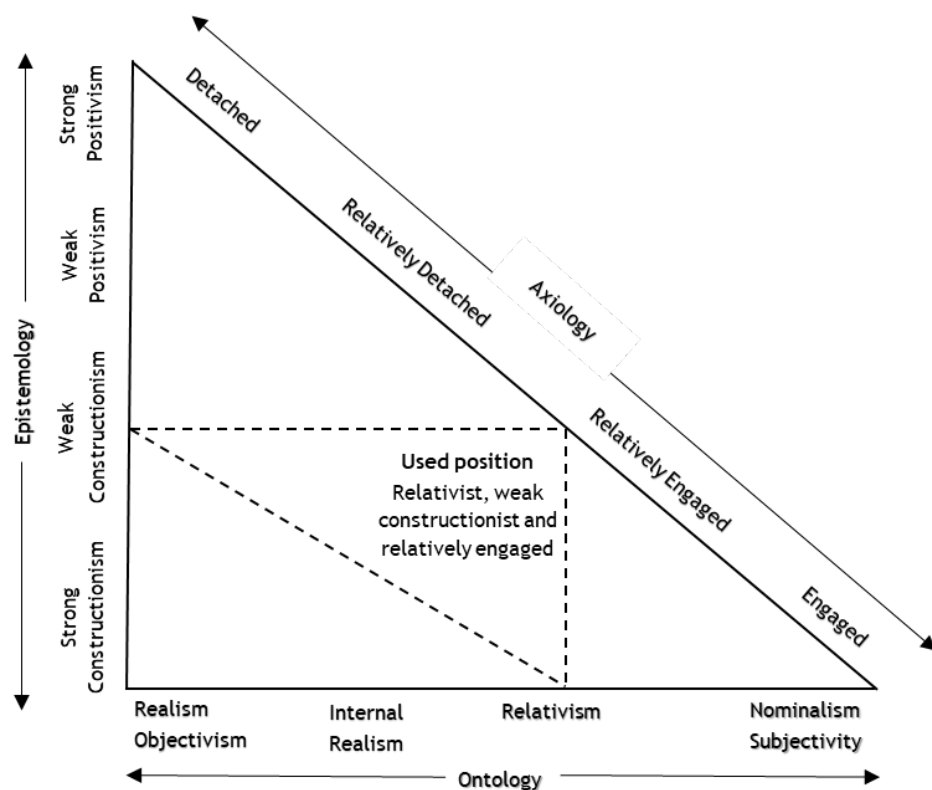 Epistemology
Strong
Positivism
Weak
Positivism
Weak
Constructionism
Strong
Constructionism
Detached
Relatively Detached
Axiology
Relatively Engaged
Engaged
Used position
Relativist, weak
constructionist and
relatively engaged
Realism
Objectivism
Internal
Realism
Relativism
Nominalism
Subjectivity
Ontology